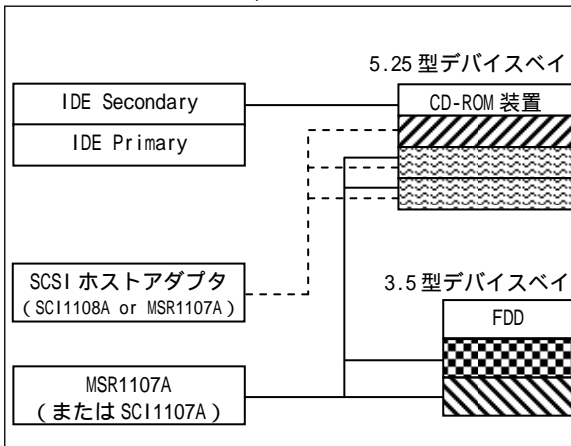 5.25 型デバイスベイ
IDE Secondary
CD-ROM 装置
IDE Primary
SCSI ホストアダプタ
(SCI1108A or MSR1107A)
3.5 型デバイスベイ
FDD
MSR1107A
(または SCI1107A)